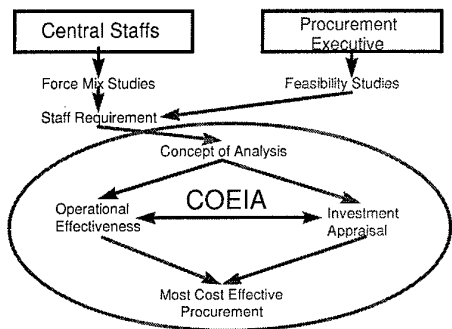 Central Staffs
Procurement
Executive
Force Mix Studies
Feasibility Studies
Staff Requirement
Concept of Analysis
COEIA
Operational
Effectiveness
Investment
Appraisal
Most Cost Effective
Procurement